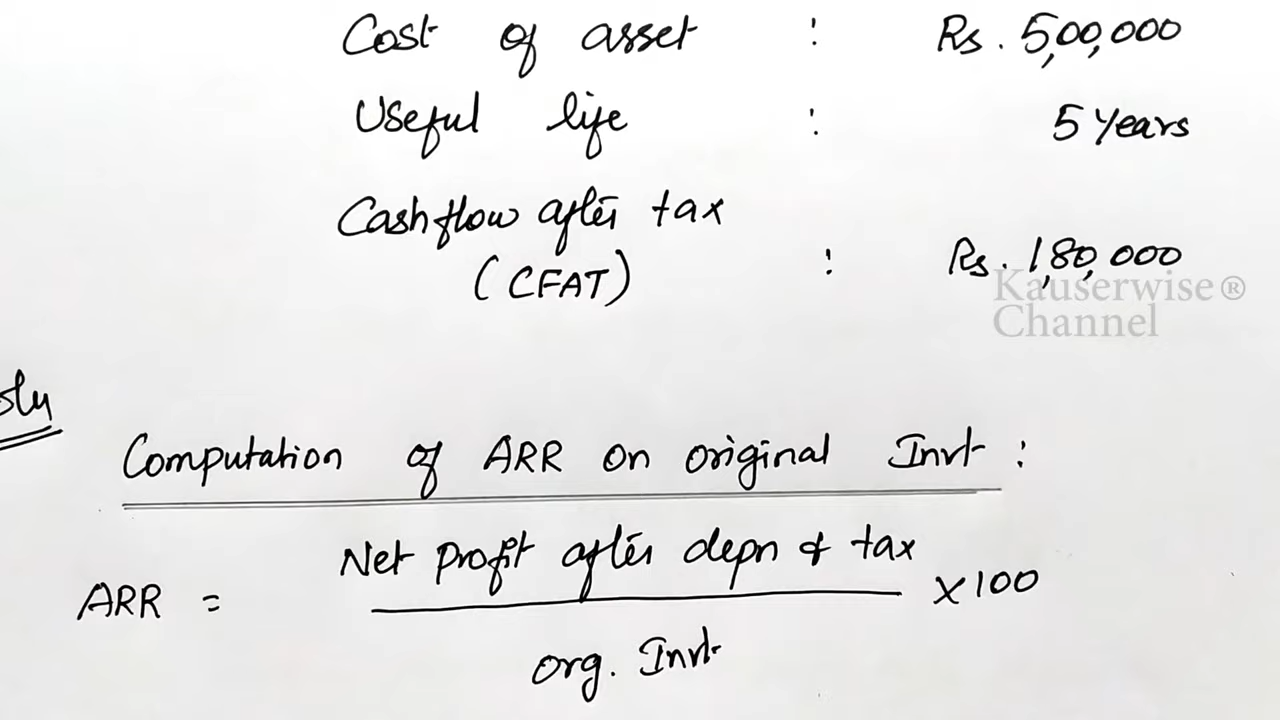 Cost of asset : Rs. 5,00,000
Useful life : 5 Years
Cashflow after tax
(CFAT) : Rs. 1,80,000
Kauserwise®
Channel
Computation of ARR on original Invt :
Net Profit after depn & tax
ARR = × 100
Org. Invt